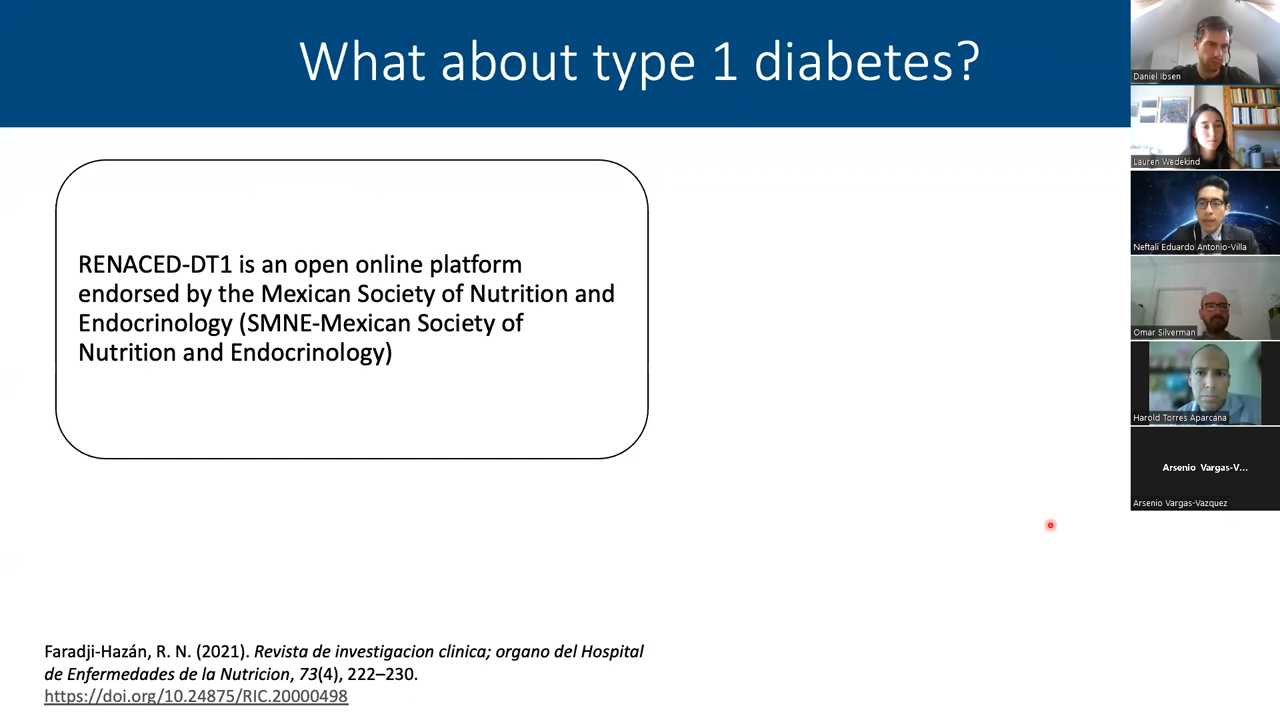 What about type 1 diabetes?
RENACED-DT1 is an open online platform
endorsed by the Mexican Society of Nutrition and
Endocrinology (SMNE-Mexican Society of
Nutrition and Endocrinology)
Faradji-Hazán, R. N. (2021). Revista de investigacion clinica; organo del Hospital
de Enfermedades de la Nutricion, 73(4), 222–230.
https://doi.org/10.24875/RIC.20000498
Daniel Ibsen
Lauren Wedekind
Neftali Eduardo Antonio-Villa
Omar Silverman
Harold Torres Aparcana
Arsenio Vargas-V...
Arsenio Vargas-Vazquez